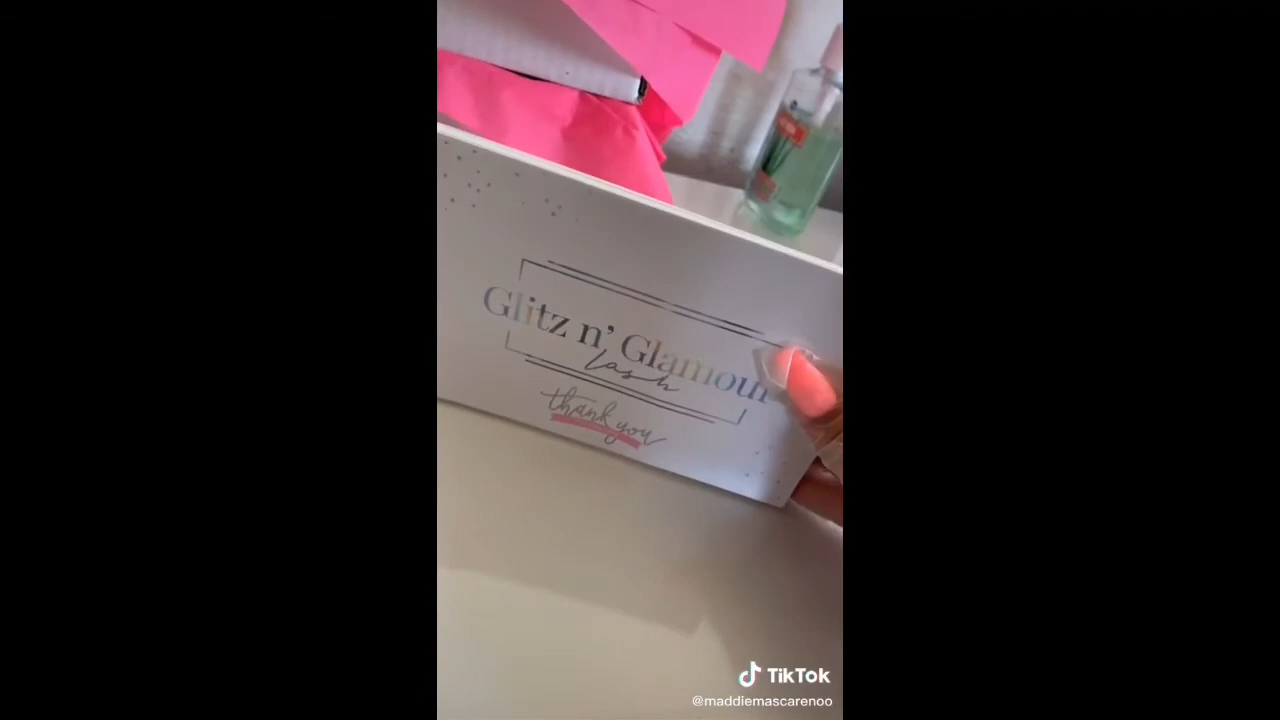 Glitz n' Glamour
lash
thank you
TikTok
@maddiemascarenoo